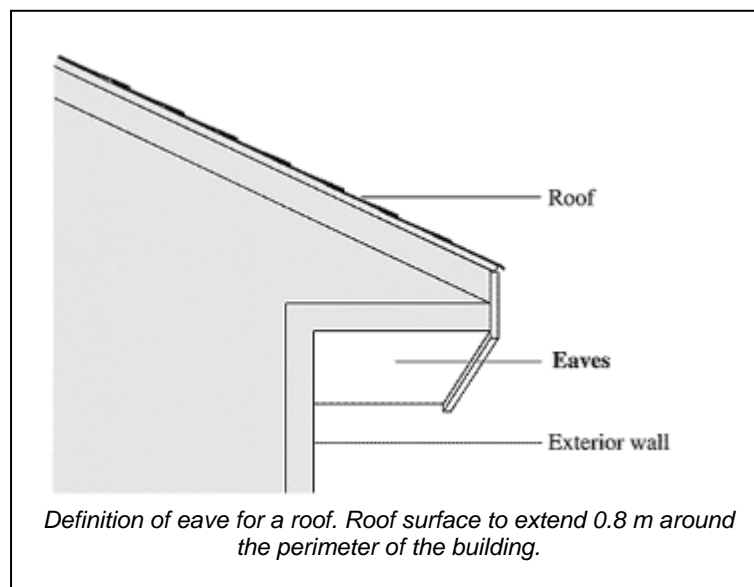 Roof
Eaves
Exterior wall
Definition of eave for a roof. Roof surface to extend 0.8 m around
the perimeter of the building.